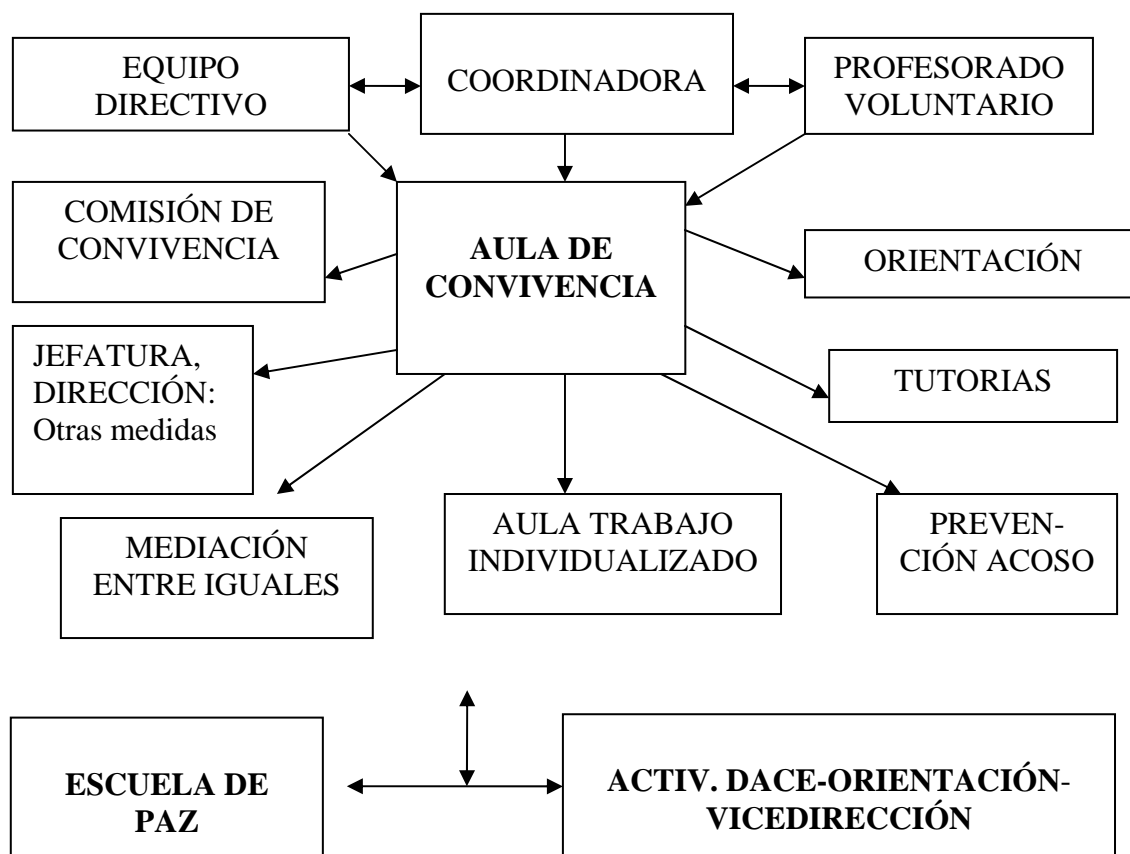 EQUIPO
DIRECTIVO
COORDINADORA
PROFESORADO
VOLUNTARIO
COMISIÓN DE
CONVIVENCIA
AULA DE
CONVIVENCIA
ORIENTACIÓN
JEFATURA,
DIRECCIÓN:
Otras medidas
TUTORIAS
MEDIACIÓN
ENTRE IGUALES
AULA TRABAJO
INDIVIDUALIZADO
PREVEN-
CIÓN ACOSO
ESCUELA DE
PAZ
ACTIV. DACE-ORIENTACIÓN-
VICEDIRECCIÓN